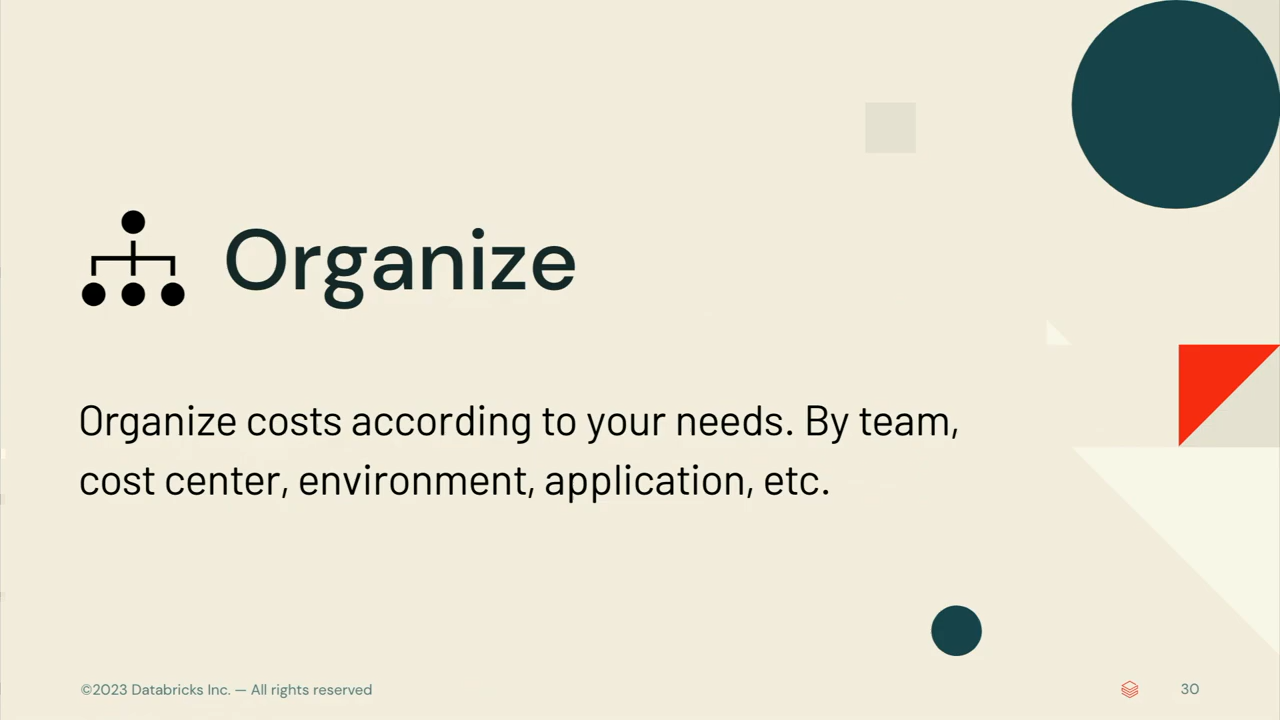 Organize
Organize costs according to your needs. By team,
cost center, environment, application, etc.
©2023 Databricks Inc. — All rights reserved
30